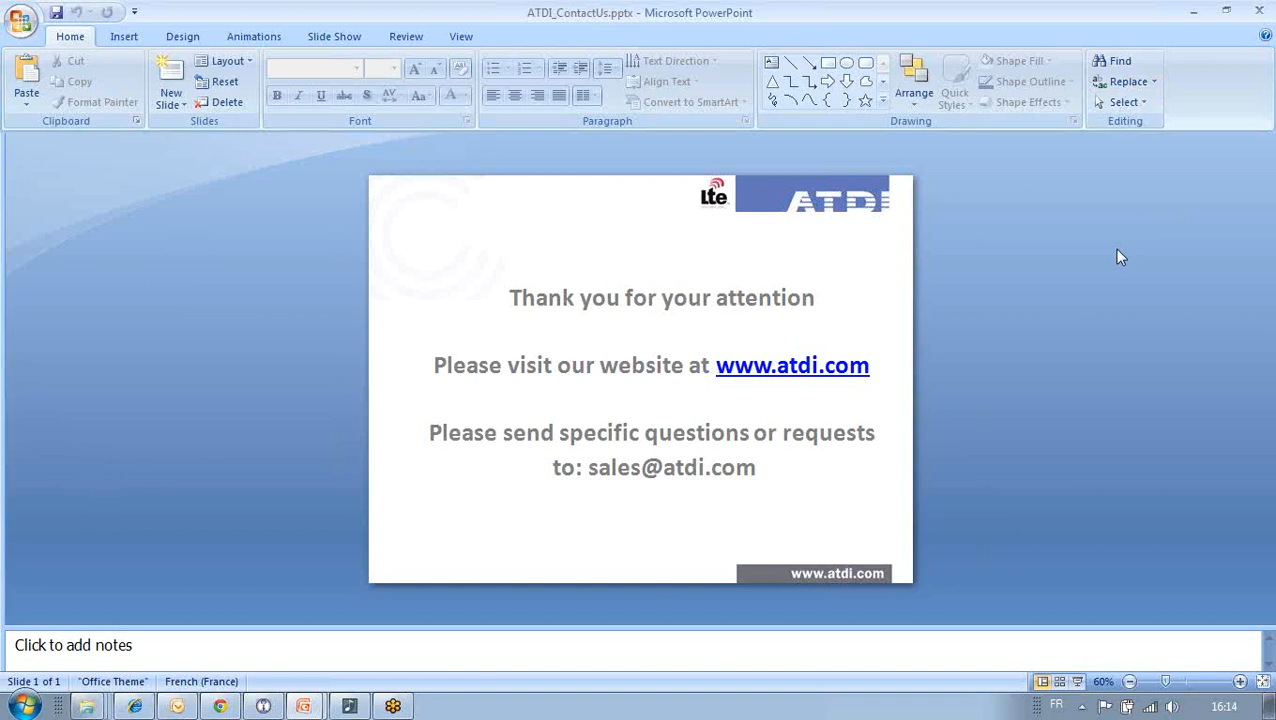 ATDI_ContactUs.pptx - Microsoft PowerPoint
Home Insert Design Animations Slide Show Review View
Paste
Cut
Copy
Format Painter
Clipboard
New Slide
Layout
Reset
Delete
Slides
B I U abc S AV Aa A
Font
Text Direction
Align Text
Convert to SmartArt
Paragraph
Arrange
Quick Styles
Shape Fill
Shape Outline
Shape Effects
Drawing
Find
Replace
Select
Editing
Lte ATDI
Thank you for your attention
Please visit our website at www.atdi.com
Please send specific questions or requests
to: sales@atdi.com
www.atdi.com
Click to add notes
Slide 1 of 1 "Office Theme" French (France) 60%
FR 16:14